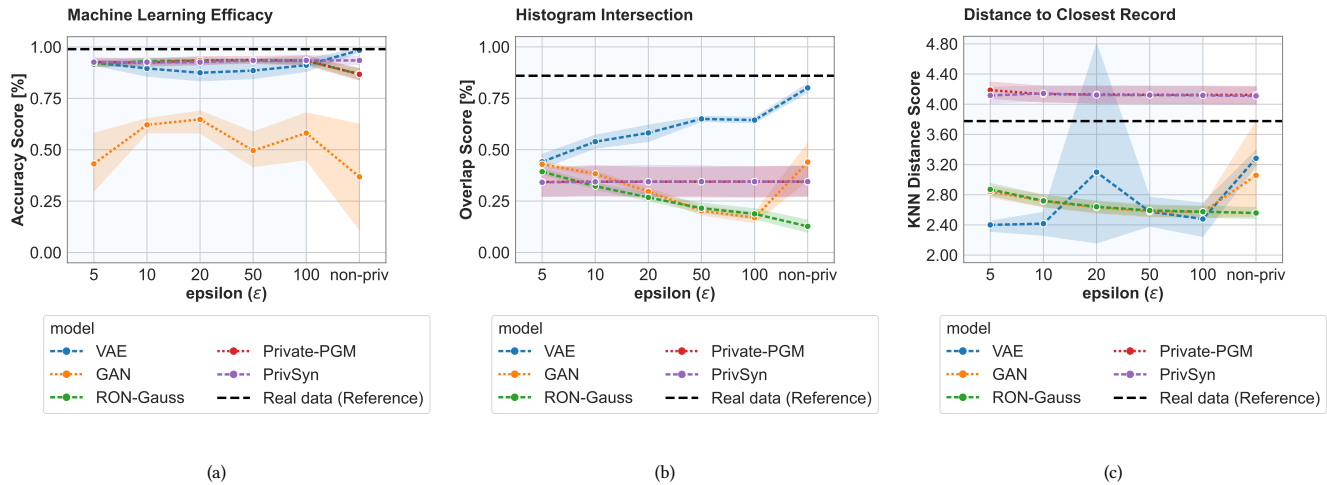 Machine Learning Efficacy
Accuracy Score [%]
1.00
0.75
0.50
0.25
0.00
5 10 20 50 100 non-priv
epsilon (ε)
model
VAE
GAN
RON-Gauss
Private-PGM
PrivSyn
Real data (Reference)
(a)
Histogram Intersection
Overlap Score [%]
1.00
0.75
0.50
0.25
0.00
5 10 20 50 100 non-priv
epsilon (ε)
model
VAE
GAN
RON-Gauss
Private-PGM
PrivSyn
Real data (Reference)
(b)
Distance to Closest Record
KNN Distance Score
4.80
4.40
4.00
3.60
3.20
2.80
2.40
2.00
5 10 20 50 100 non-priv
epsilon (ε)
model
VAE
GAN
RON-Gauss
Private-PGM
PrivSyn
Real data (Reference)
(c)